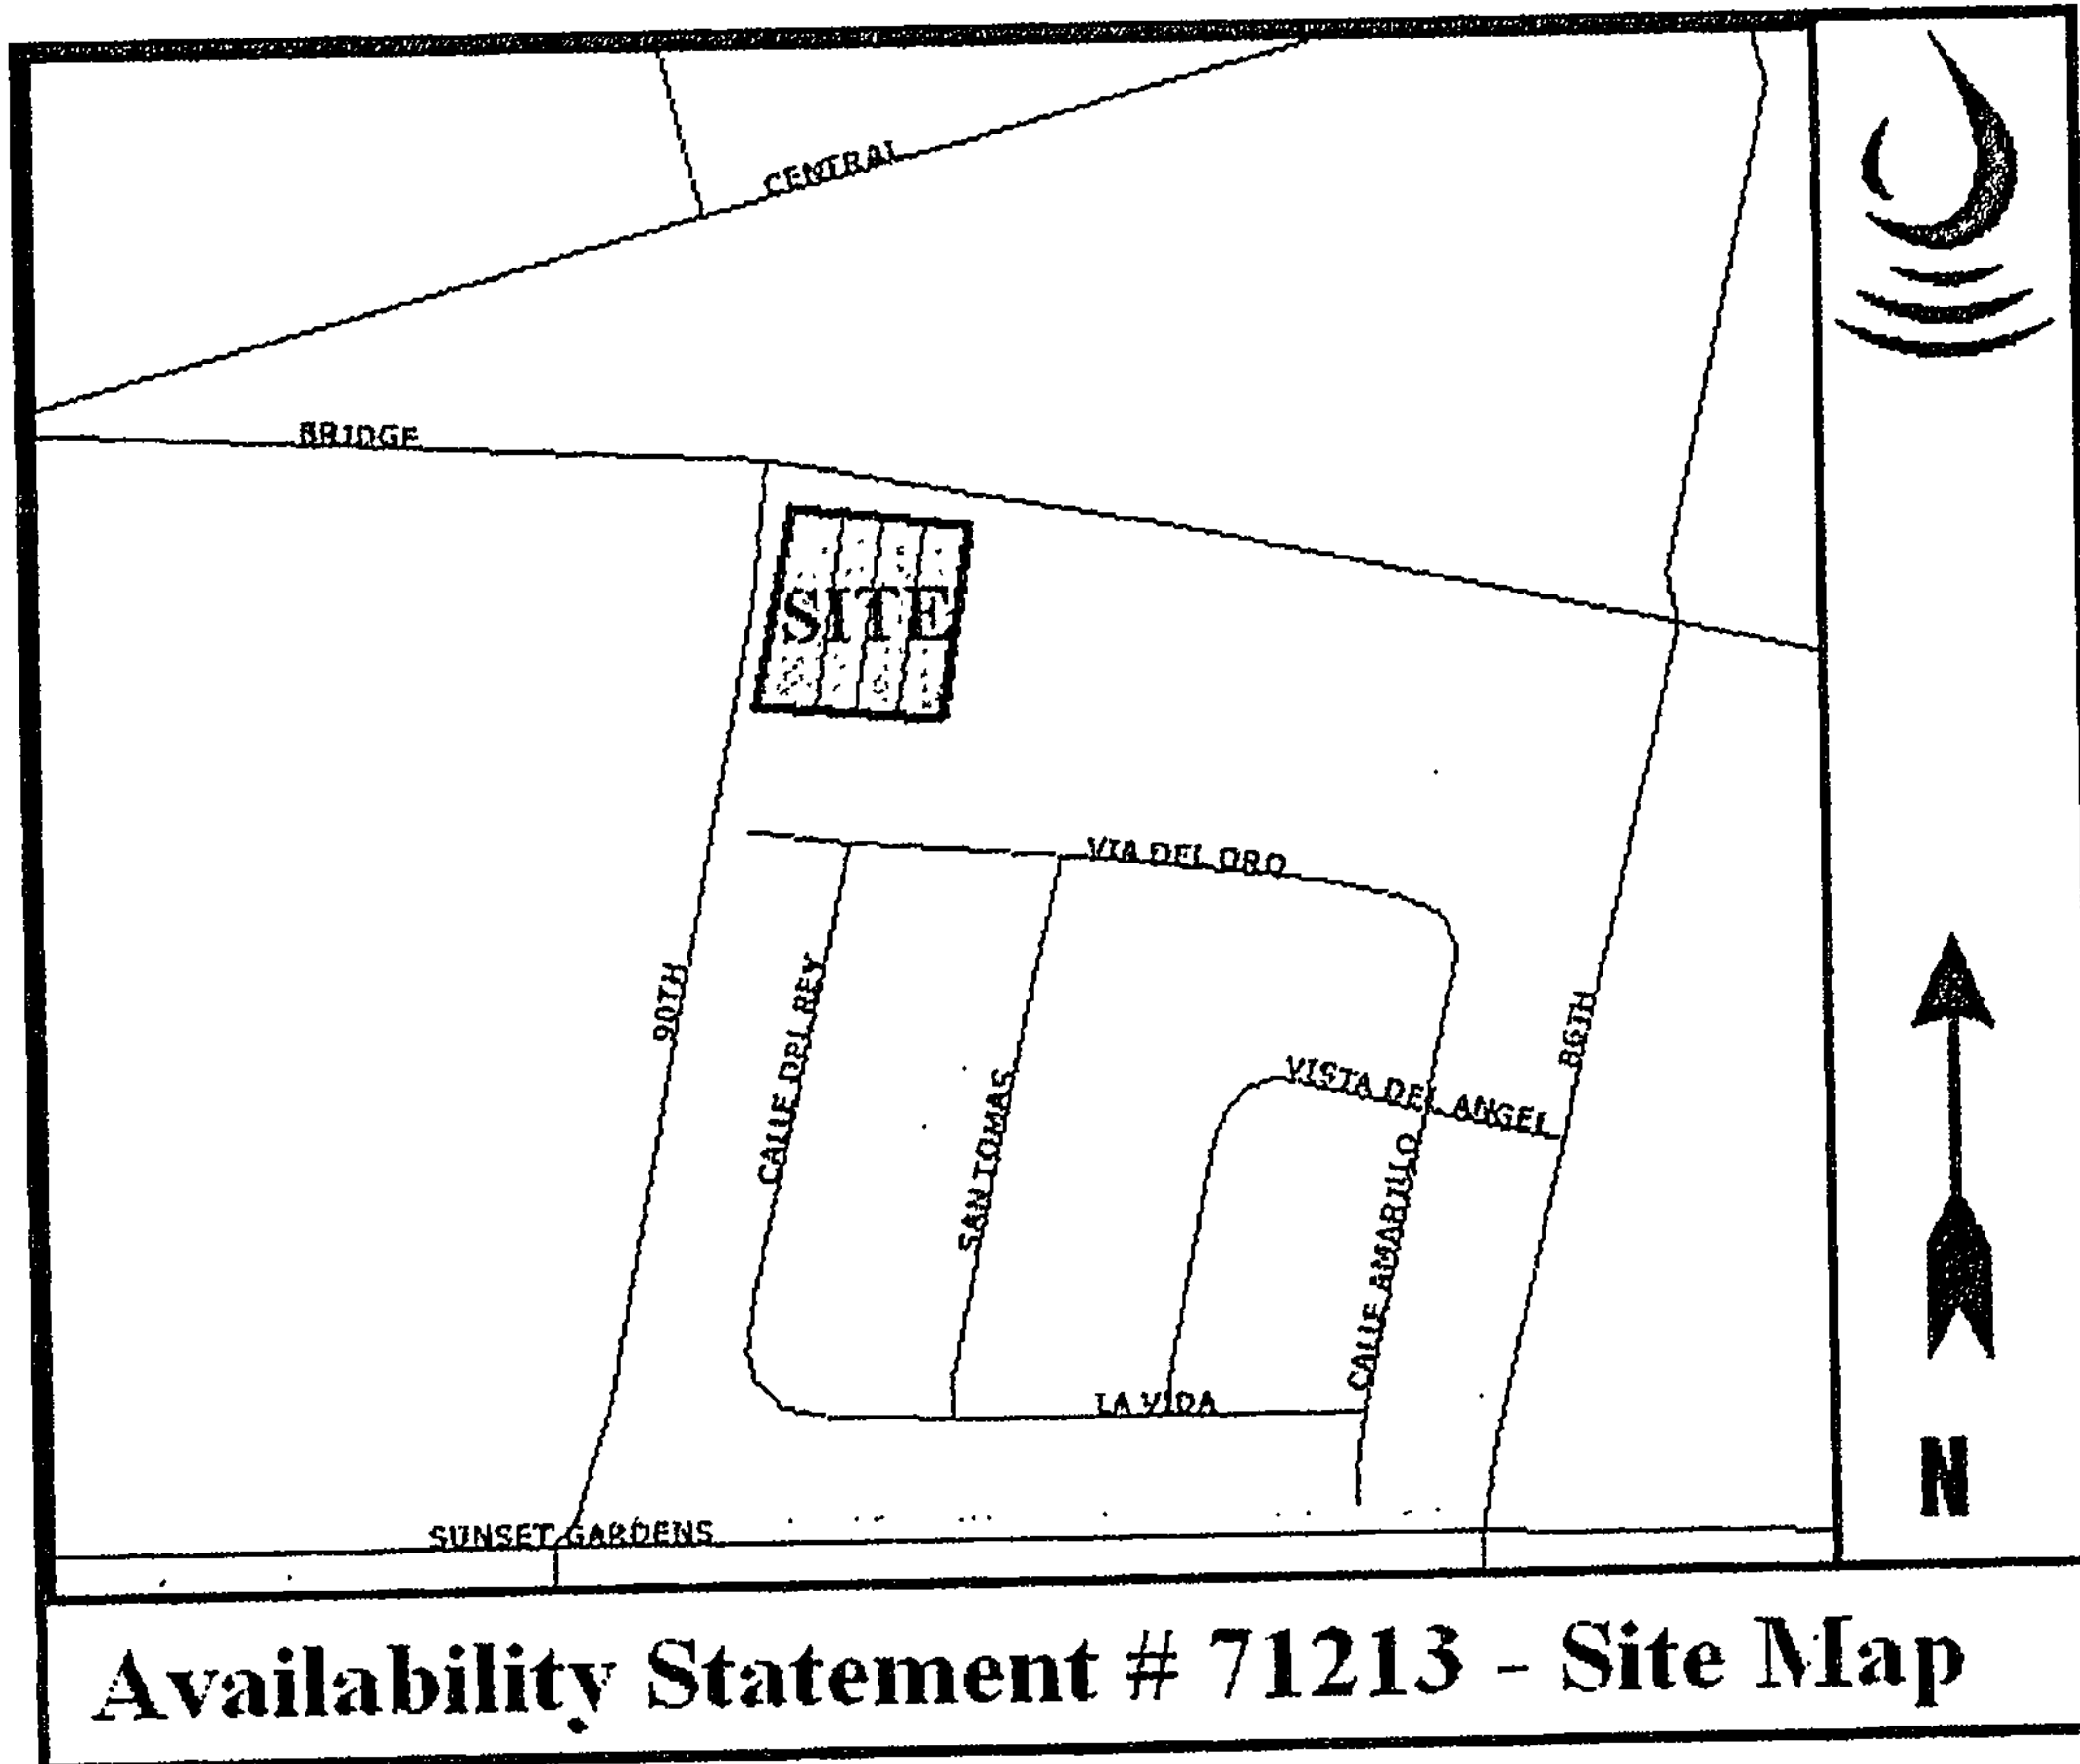 CENTRAL
BRIDGE
SITE
VIA DEL ORO
90TH
CALLE DEL REY
SAN TOMAS
VISTA DEL ANGEL
86TH
CALLE AMARILLO
LA VIDA
N
SUNSET GARDENS
Availability Statement # 71213 - Site Map